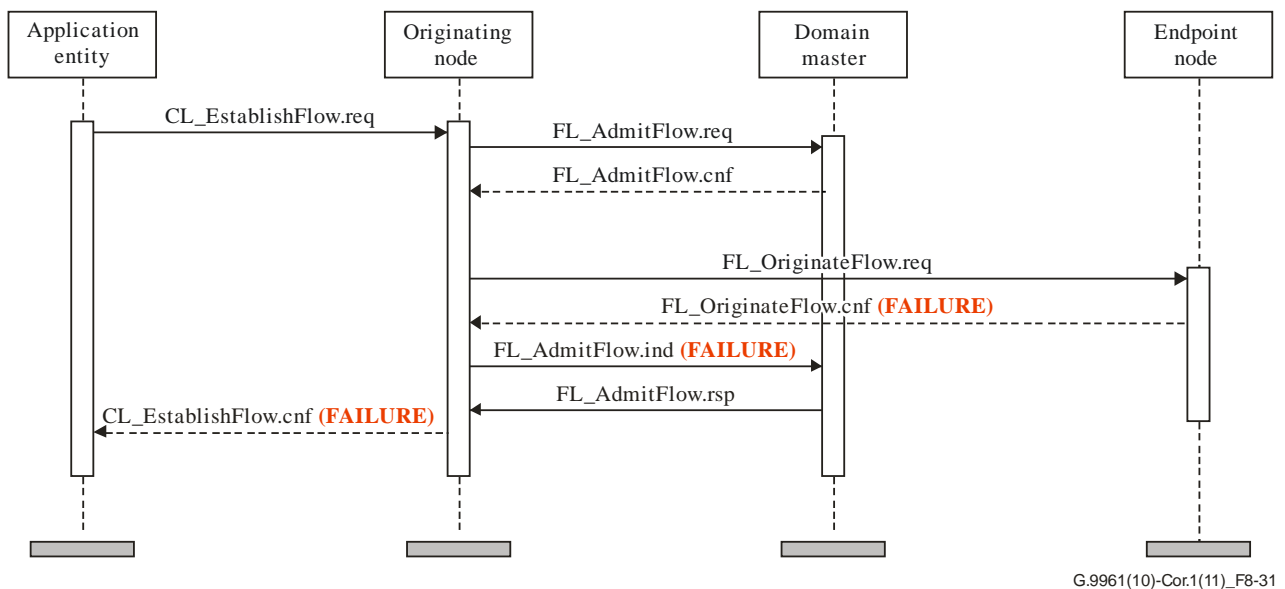 Application
entity
Originating
node
Domain
master
Endpoint
node
CL_EstablishFlow.req
FL_AdmitFlow.req
FL_AdmitFlow.cnf
FL_OriginateFlow.req
FL_OriginateFlow.cnf (FAILURE)
FL_AdmitFlow.ind (FAILURE)
FL_AdmitFlow.rsp
CL_EstablishFlow.cnf (FAILURE)
G.9961(10)-Cor.1(11)_F8-31